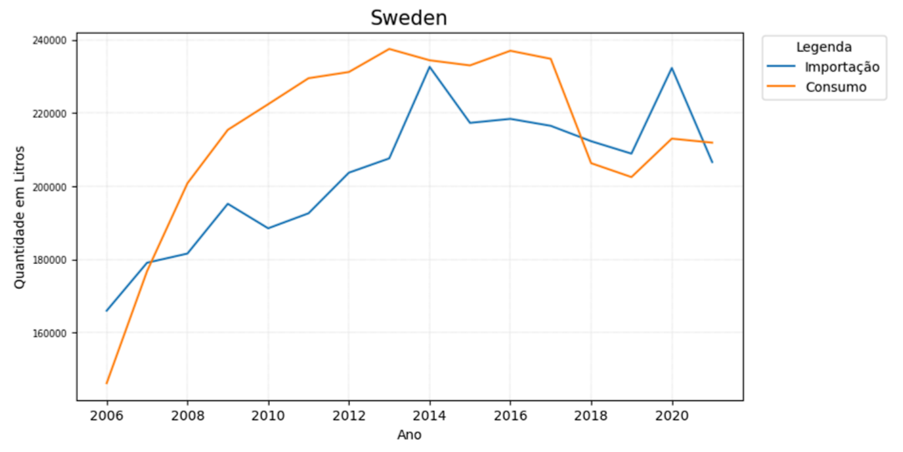 Sweden
240000
220000
200000
180000
160000
Quantidade em Litros
2006 2008 2010 2012 2014 2016 2018 2020
Ano
Legenda
Importação
Consumo